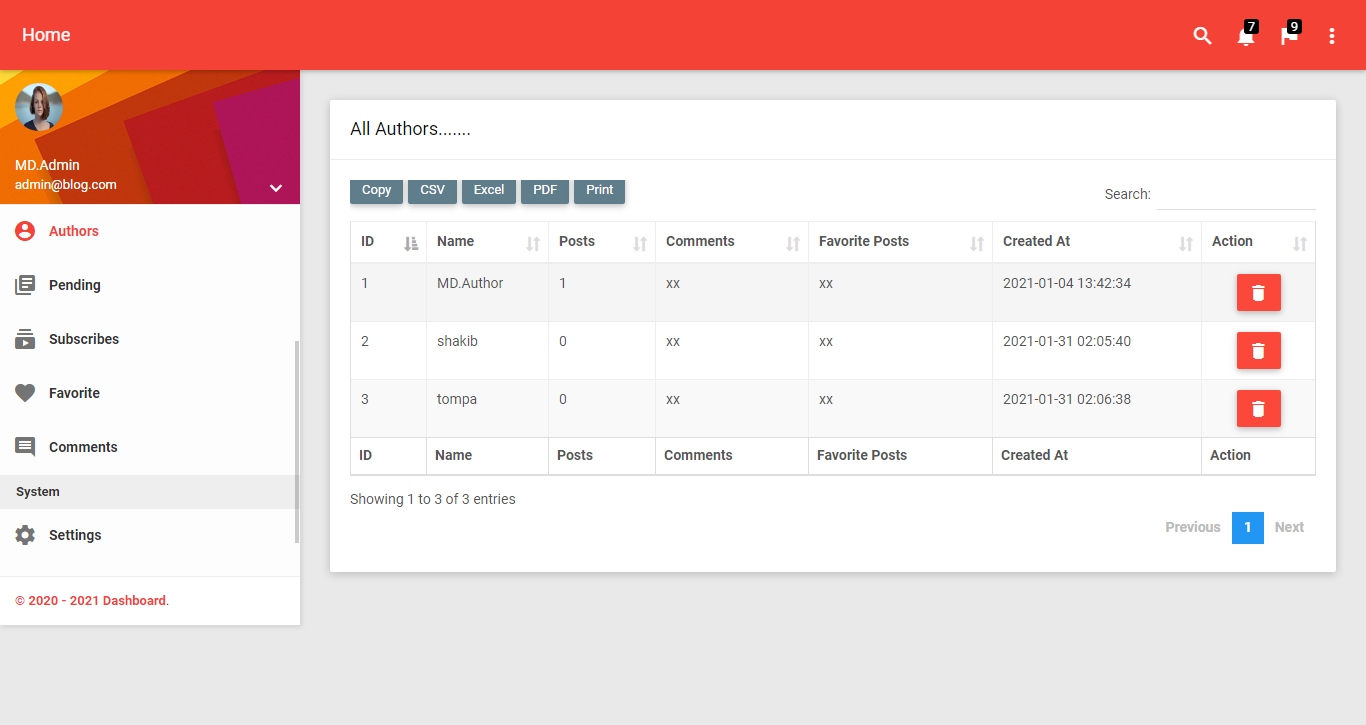 Home
7
9
MD.Admin
admin@blog.com
Authors
Pending
Subscribes
Favorite
Comments
System
Settings
© 2020 - 2021 Dashboard.
All Authors.......
Copy CSV Excel PDF Print
Search:
ID Name Posts Comments Favorite Posts Created At Action
1 MD.Author 1 xx xx 2021-01-04 13:42:34
2 shakib 0 xx xx 2021-01-31 02:05:40
3 tompa 0 xx xx 2021-01-31 02:06:38
ID Name Posts Comments Favorite Posts Created At Action
Showing 1 to 3 of 3 entries
Previous 1 Next